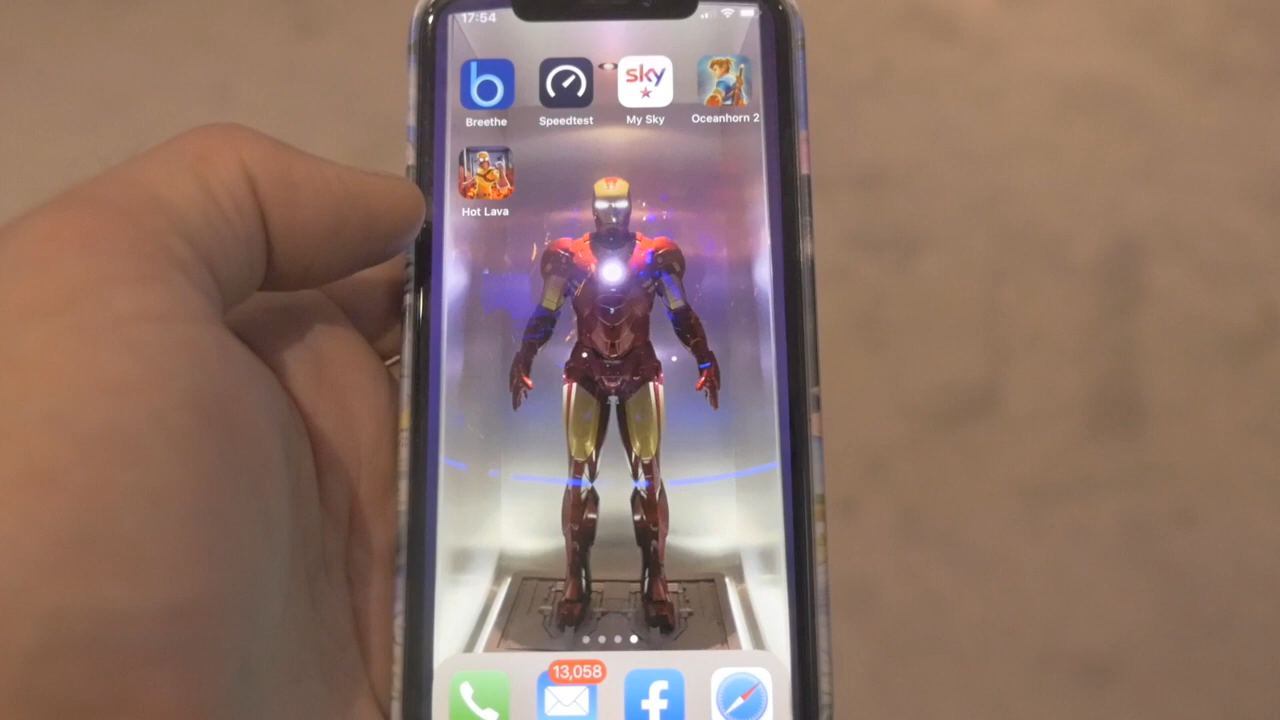 17:54
b
sky
Breethe
Speedtest
My Sky
Oceanhorn 2
Hot Lava
13,058
f